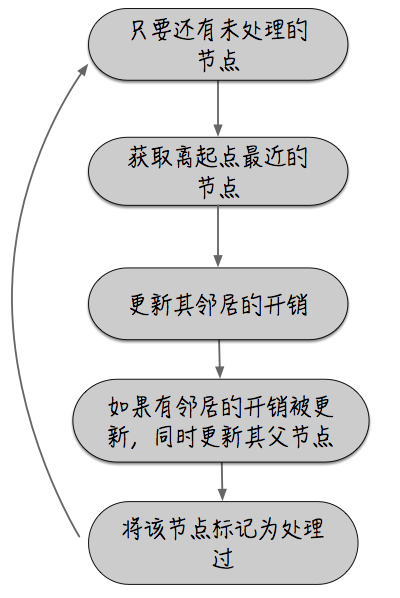 只要还有未处理的
节点
获取离起点最近的
节点
更新其邻居的开销
如果有邻居的开销被更
新，同时更新其父节点
将该节点标记为处理
过